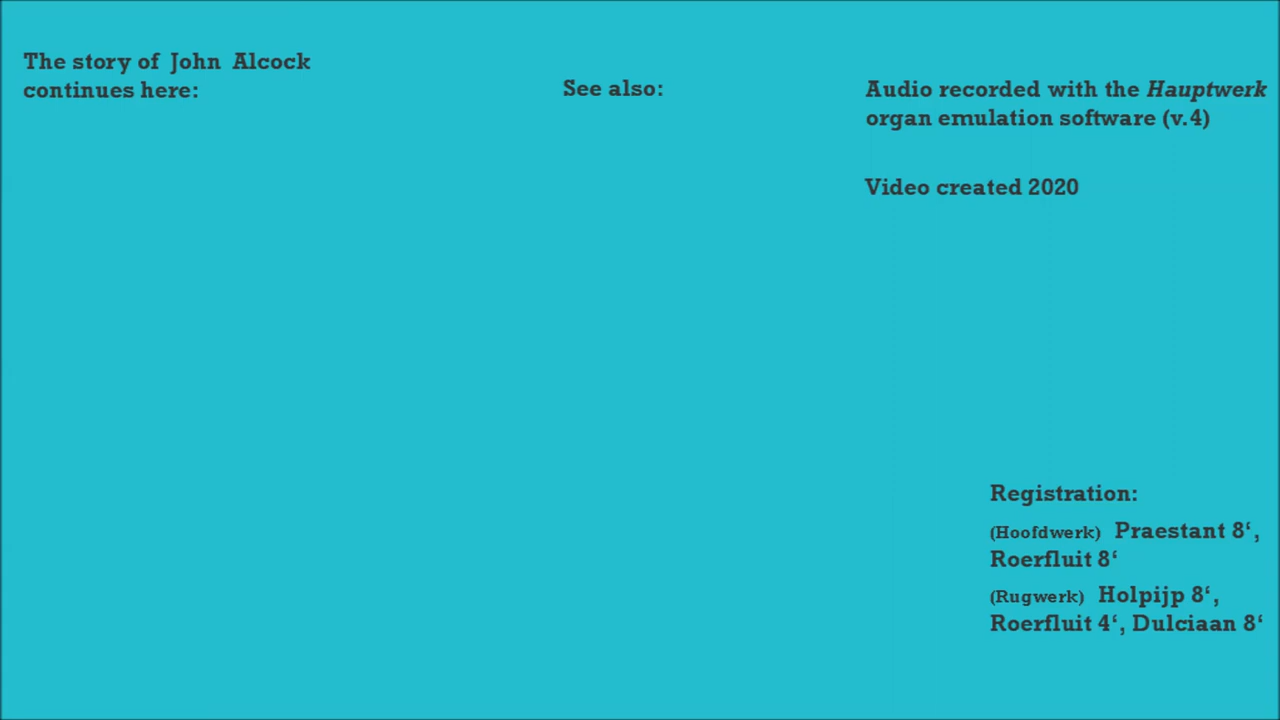 The story of John Alcock
continues here:
See also:
Audio recorded with the Hauptwerk
organ emulation software (v.4)
Video created 2020
Registration:
(Hoofdwerk) Praestant 8‘,
Roerfluit 8‘
(Rugwerk) Holpijp 8‘,
Roerfluit 4‘, Dulciaan 8‘